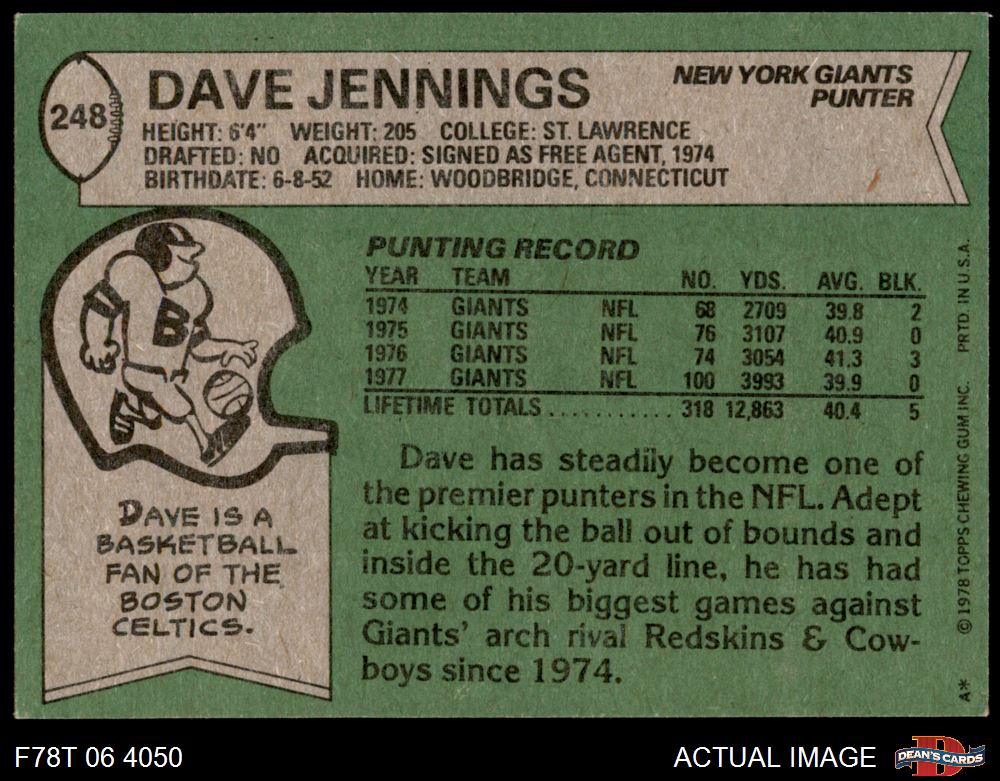 248
DAVE JENNINGS
NEW YORK GIANTS
PUNTER
HEIGHT: 6'4" WEIGHT: 205 COLLEGE: ST. LAWRENCE
DRAFTED: NO ACQUIRED: SIGNED AS FREE AGENT, 1974
BIRTHDATE: 6-8-52 HOME: WOODBRIDGE, CONNECTICUT
B
DAVE IS A
BASKETBALL
FAN OF THE
BOSTON
CELTICS.
PUNTING RECORD
YEAR TEAM NO. YDS. AVG. BLK.
1974 GIANTS NFL 68 2709 39.8 2
1975 GIANTS NFL 76 3107 40.9 0
1976 GIANTS NFL 74 3054 41.3 3
1977 GIANTS NFL 100 3993 39.9 0
LIFETIME TOTALS........... 318 12,863 40.4 5
Dave has steadily become one of
the premier punters in the NFL. Adept
at kicking the ball out of bounds and
inside the 20-yard line, he has had
some of his biggest games against
Giants' arch rival Redskins & Cow-
boys since 1974.
A* © 1978 TOPPS CHEWING GUM INC. PRTD. IN U.S.A.
F78T 06 4050
ACTUAL IMAGE
D
DEAN'S CARDS